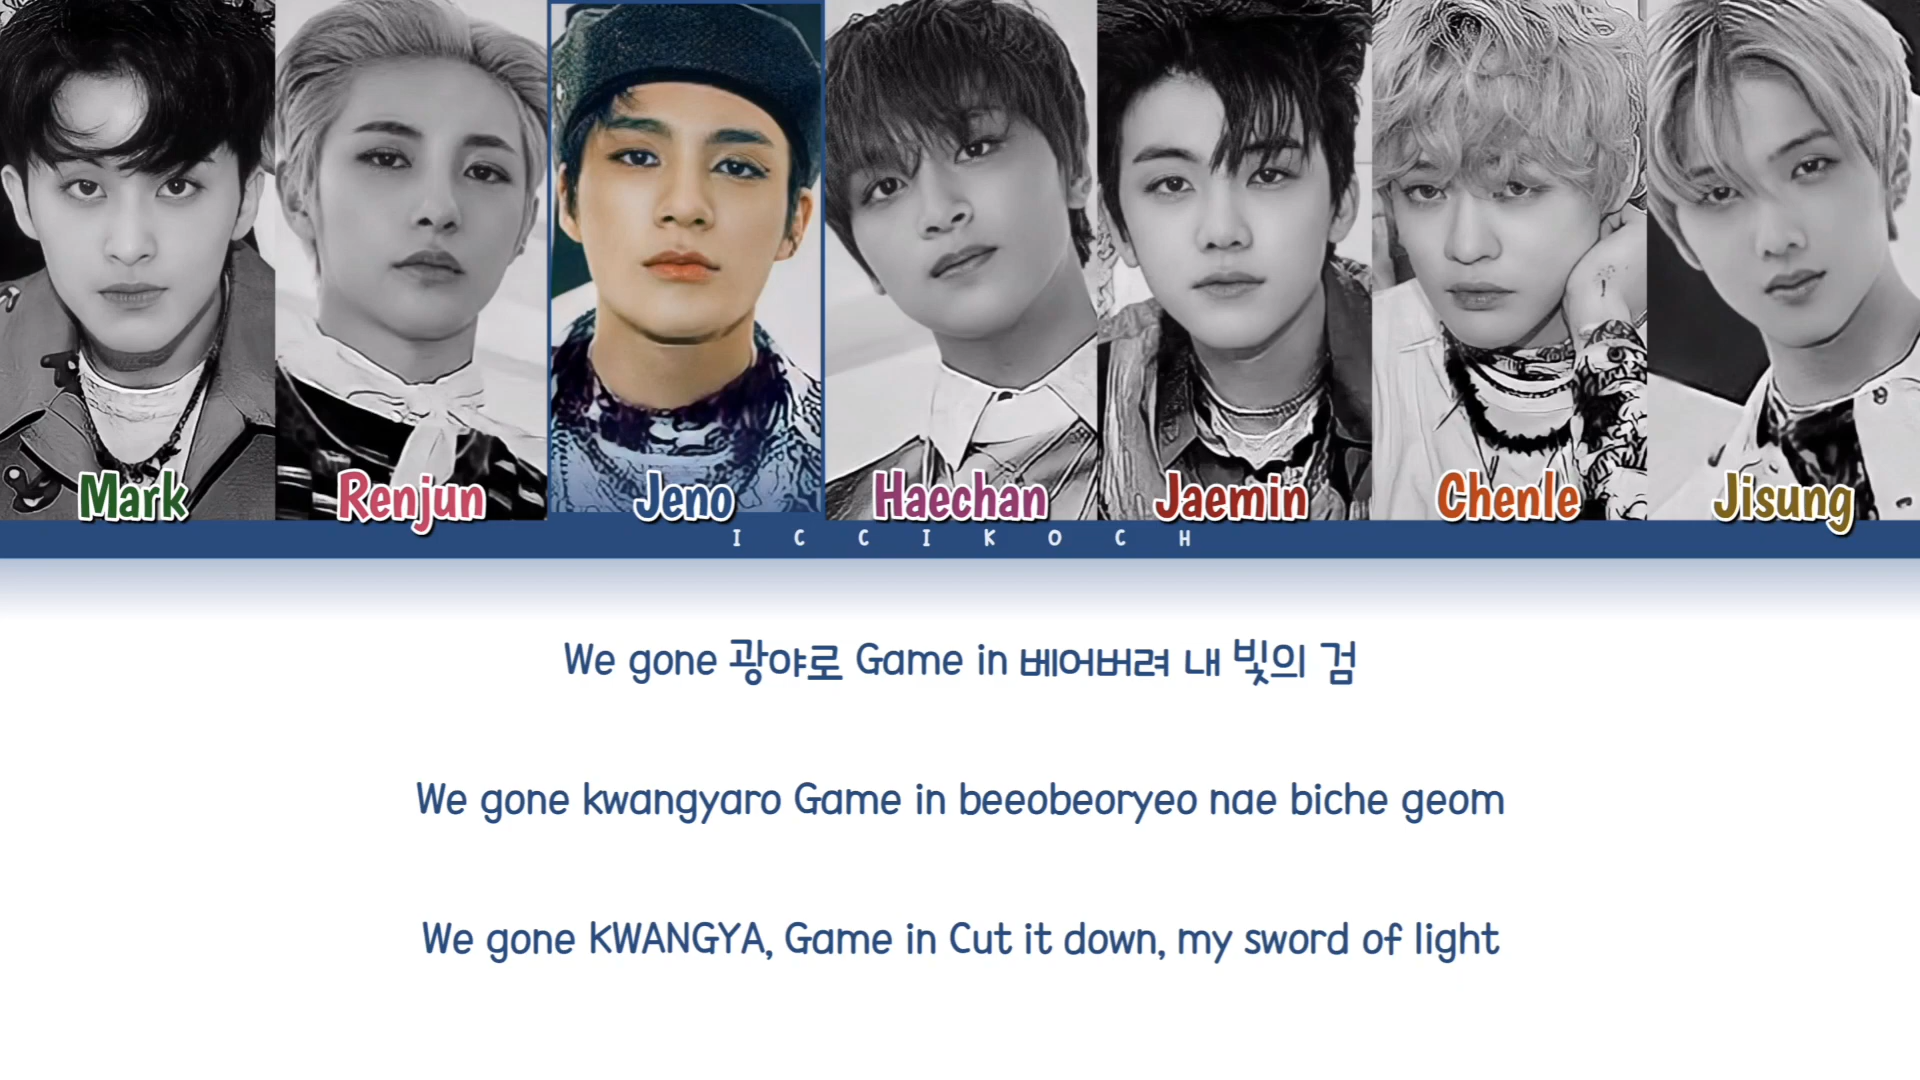 Mark Renjun Jeno Haechan Jaemin Chenle Jisung
ICCIKOCH
We gone 광야로 Game in 베어버려 내 빛의 검
We gone kwangyaro Game in beeobeoryeo nae biche geom
We gone KWANGYA, Game in Cut it down, my sword of light